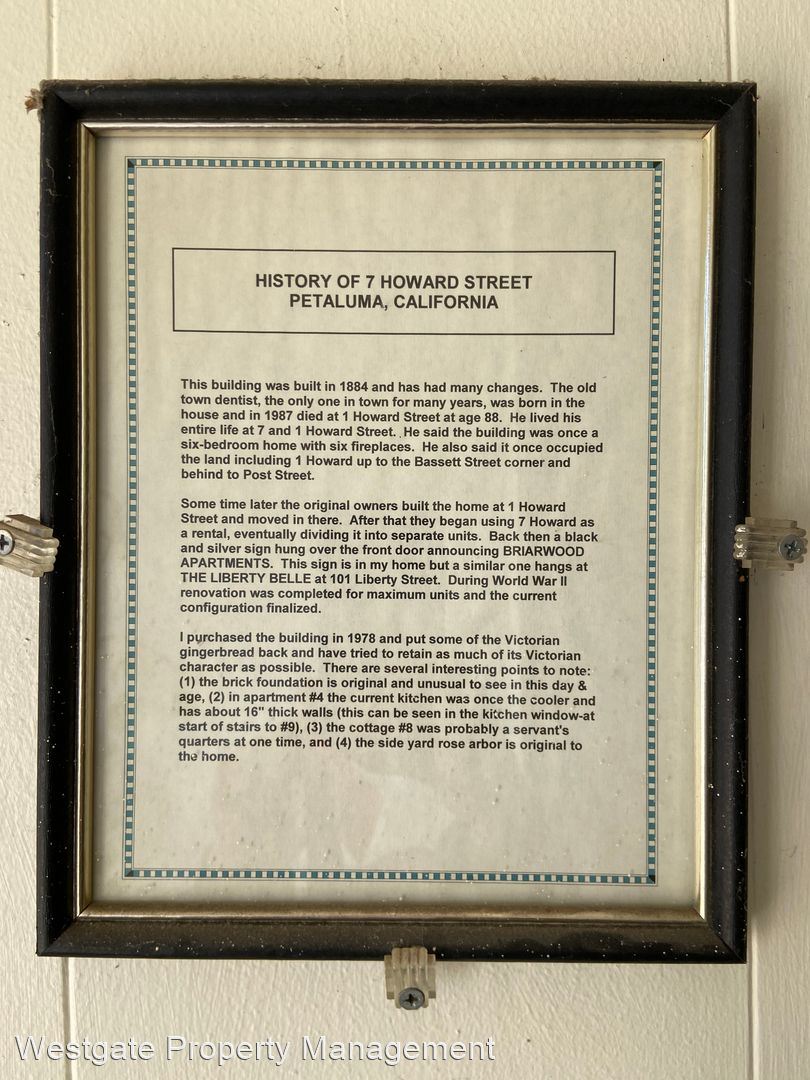 HISTORY OF 7 HOWARD STREET
PETALUMA, CALIFORNIA
This building was built in 1884 and has had many changes. The old
town dentist, the only one in town for many years, was born in the
house and in 1987 died at 1 Howard Street at age 88. He lived his
entire life at 7 and 1 Howard Street. He said the building was once a
six-bedroom home with six fireplaces. He also said it once occupied
the land including 1 Howard up to the Bassett Street corner and
behind to Post Street.
Some time later the original owners built the home at 1 Howard
Street and moved in there. After that they began using 7 Howard as
a rental, eventually dividing it into separate units. Back then a black
and silver sign hung over the front door announcing BRIARWOOD
APARTMENTS. This sign is in my home but a similar one hangs at
THE LIBERTY BELLE at 101 Liberty Street. During World War II
renovation was completed for maximum units and the current
configuration finalized.
I purchased the building in 1978 and put some of the Victorian
gingerbread back and have tried to retain as much of its Victorian
character as possible. There are several interesting points to note:
(1) the brick foundation is original and unusual to see in this day &
age, (2) in apartment #4 the current kitchen was once the cooler and
has about 16" thick walls (this can be seen in the kitchen window-at
start of stairs to #9), (3) the cottage #8 was probably a servant's
quarters at one time, and (4) the side yard rose arbor is original to
the home.
Westgate Property Management